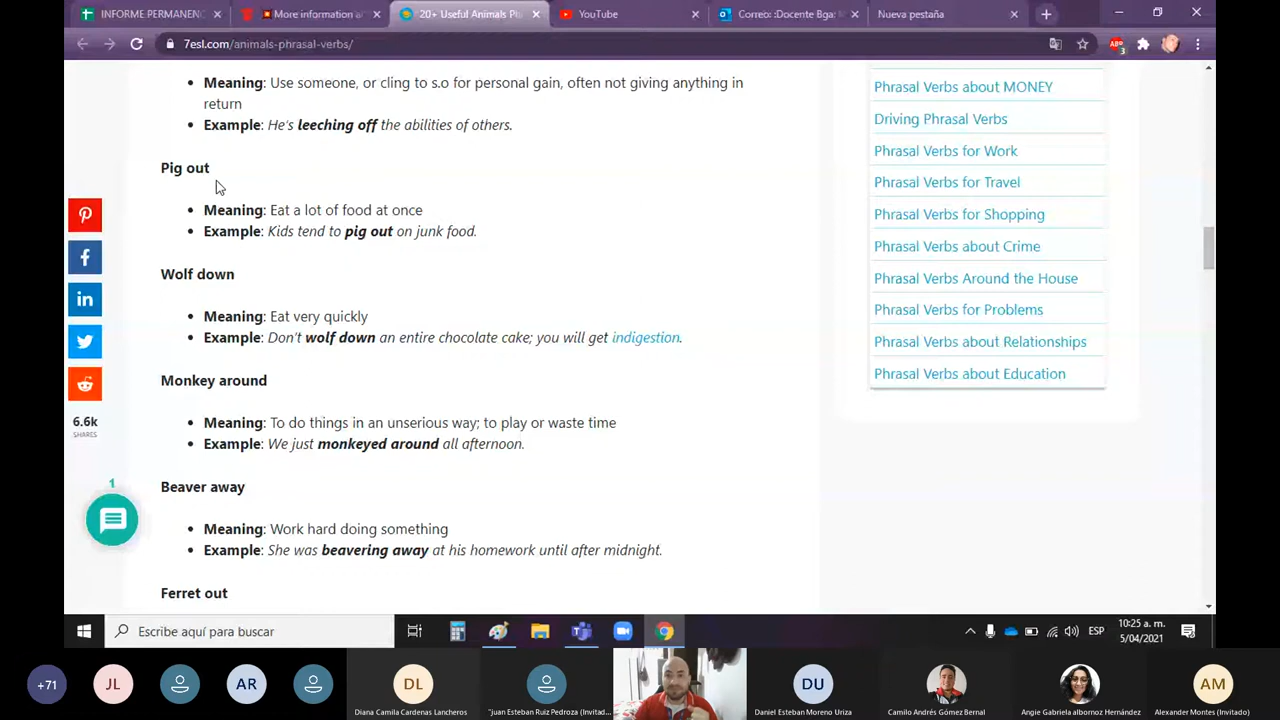 INFORME PERMANENC
More information a
20+ Useful Animals Ph
YouTube
Correo: :Docente Bga: M
Nueva pestaña
7esl.com/animals-phrasal-verbs/
ABP
3
Meaning: Use someone, or cling to s.o for personal gain, often not giving anything in
return
Example: He's leeching off the abilities of others.
Pig out
Meaning: Eat a lot of food at once
Example: Kids tend to pig out on junk food.
Wolf down
Meaning: Eat very quickly
Example: Don't wolf down an entire chocolate cake; you will get indigestion.
Monkey around
Meaning: To do things in an unserious way; to play or waste time
Example: We just monkeyed around all afternoon.
Beaver away
Meaning: Work hard doing something
Example: She was beavering away at his homework until after midnight.
Ferret out
6.6k
SHARES
1
Phrasal Verbs about MONEY
Driving Phrasal Verbs
Phrasal Verbs for Work
Phrasal Verbs for Travel
Phrasal Verbs for Shopping
Phrasal Verbs about Crime
Phrasal Verbs Around the House
Phrasal Verbs for Problems
Phrasal Verbs about Relationships
Phrasal Verbs about Education
Escribe aquí para buscar
ESP
10:25 a. m.
5/04/2021
+71
JL
AR
DL
Diana Camila Cardenas Lancheros
"juan Esteban Ruiz Pedroza (Invitad...
DU
Daniel Esteban Moreno Uriza
Camilo Andrés Gómez Bernal
Angie Gabriela albornoz Hernández
AM
Alexander Montes (Invitado)